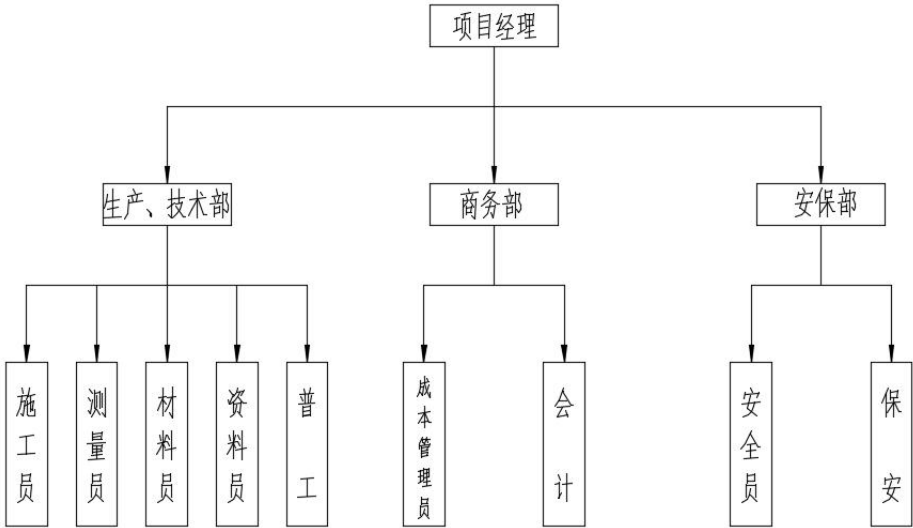 项目经理
生产、技术部
商务部
安保部
施工员
测量员
材料员
资料员
普工
成本管理员
会计
安全员
保安